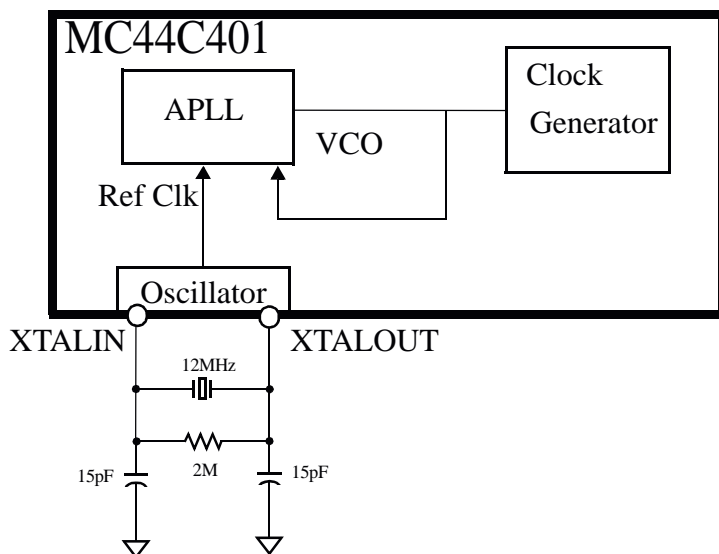 MC44C401
APLL
VCO
Clock
Generator
Ref Clk
Oscillator
XTALIN
XTALOUT
12MHz
2M
15pF
15pF